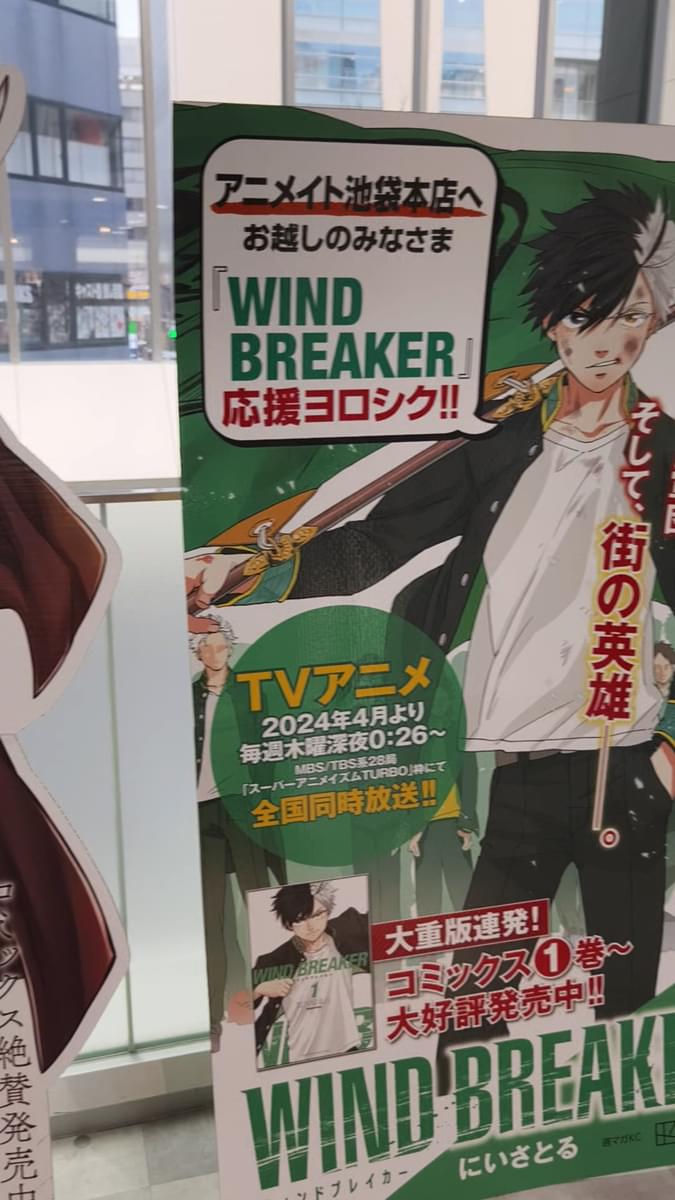 アニメイト池袋本店へ
お越しのみなさま
『WIND
BREAKER』
応援ヨロシク!!
そして、
街の英雄
——。
TVアニメ
2024年4月より
毎週木曜深夜0:26~
MBS/TBS系28局
「スーパーアニメイズムTURBO」枠にて
全国同時放送!!
WIND BREAKER
1
大重版連発!
コミックス1巻~
大好評発売中!!
WIND BREAK
ンドブレイカー
にいさとる
週マガKC
ックス絶賛発売中